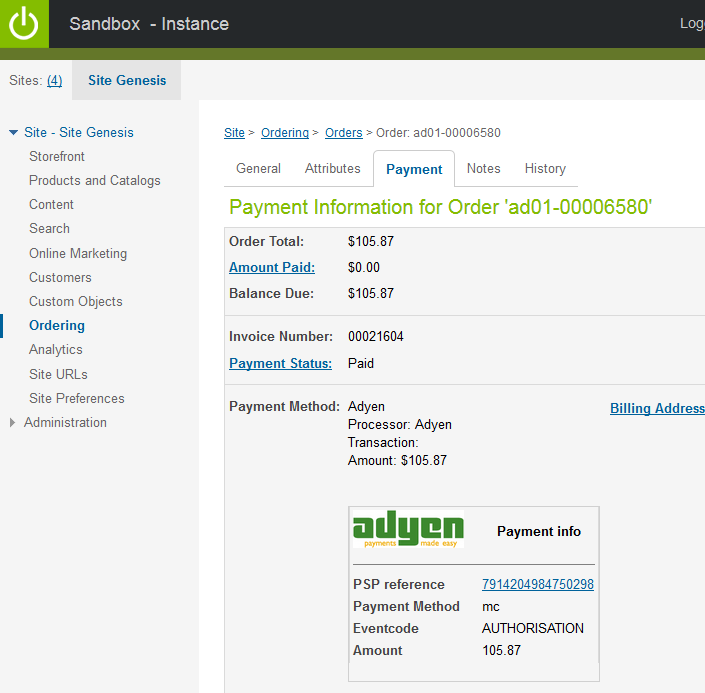 Sandbox - Instance
Log
Sites: (4)
Site Genesis
Site - Site Genesis
Storefront
Products and Catalogs
Content
Search
Online Marketing
Customers
Custom Objects
Ordering
Analytics
Site URLs
Site Preferences
Administration
Site > Ordering > Orders > Order: ad01-00006580
General Attributes Payment Notes History
Payment Information for Order 'ad01-00006580'
Order Total: $105.87
Amount Paid: $0.00
Balance Due: $105.87
Invoice Number: 00021604
Payment Status: Paid
Payment Method: Adyen
Billing Address
Processor: Adyen
Transaction:
Amount: $105.87
adyen
payments made easy
Payment info
PSP reference 7914204984750298
Payment Method mc
Eventcode AUTHORISATION
Amount 105.87